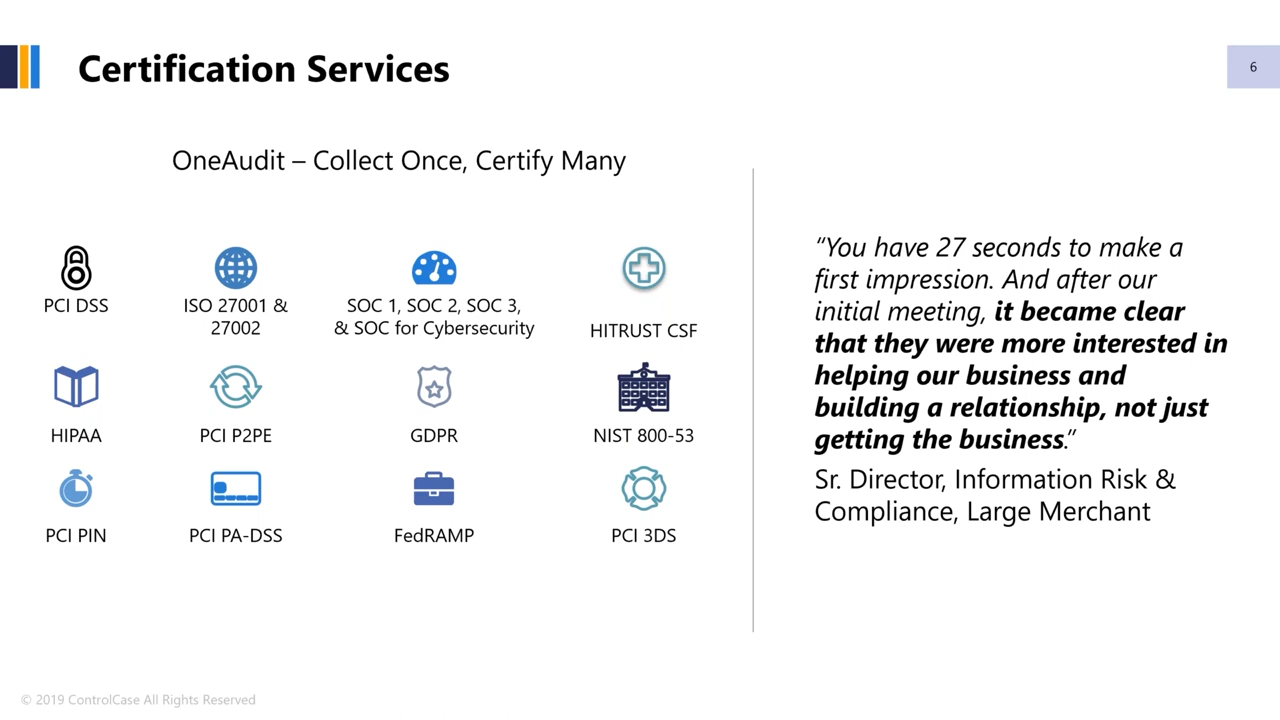 Certification Services
6
OneAudit – Collect Once, Certify Many
PCI DSS
ISO 27001 &
27002
SOC 1, SOC 2, SOC 3,
& SOC for Cybersecurity
HITRUST CSF
HIPAA
PCI P2PE
GDPR
NIST 800-53
PCI PIN
PCI PA-DSS
FedRAMP
PCI 3DS
“You have 27 seconds to make a
first impression. And after our
initial meeting, it became clear
that they were more interested in
helping our business and
building a relationship, not just
getting the business.”
Sr. Director, Information Risk &
Compliance, Large Merchant
© 2019 ControlCase All Rights Reserved